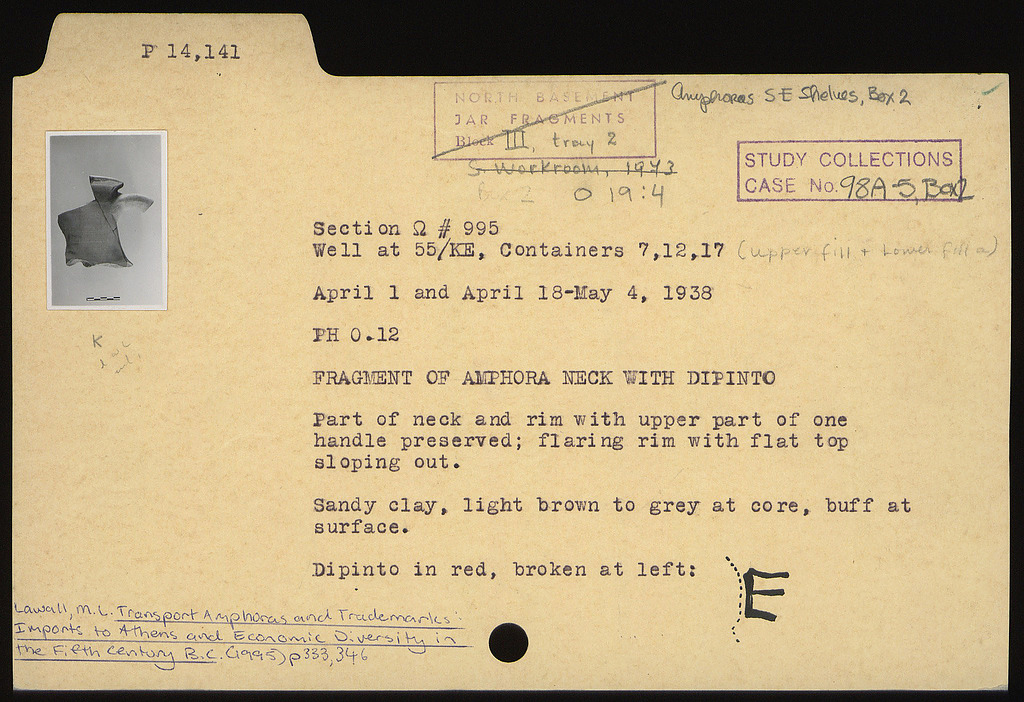 P 14,141
NORTH BASEMENT
JAR FRAGMENTS
Block III, tray 2
S Workroom, 1973
Box 2 O 19:4
Amphoras SE Shelves, Box 2
STUDY COLLECTIONS
CASE No. 98A-5, Box 2
Section Ω # 995
Well at 55/KE, Containers 7,12,17 (upper fill + Lower fill a)
April 1 and April 18-May 4, 1938
PH 0.12
FRAGMENT OF AMPHORA NECK WITH DIPINTO
Part of neck and rim with upper part of one
handle preserved; flaring rim with flat top
sloping out.
Sandy clay, light brown to grey at core, buff at
surface.
Dipinto in red, broken at left: E
K
Lawall, M.L. Transport Amphoras and Trademarks:
Imports to Athens and Economic Diversity in
the Fifth Century B.C. (1995) p 333, 346